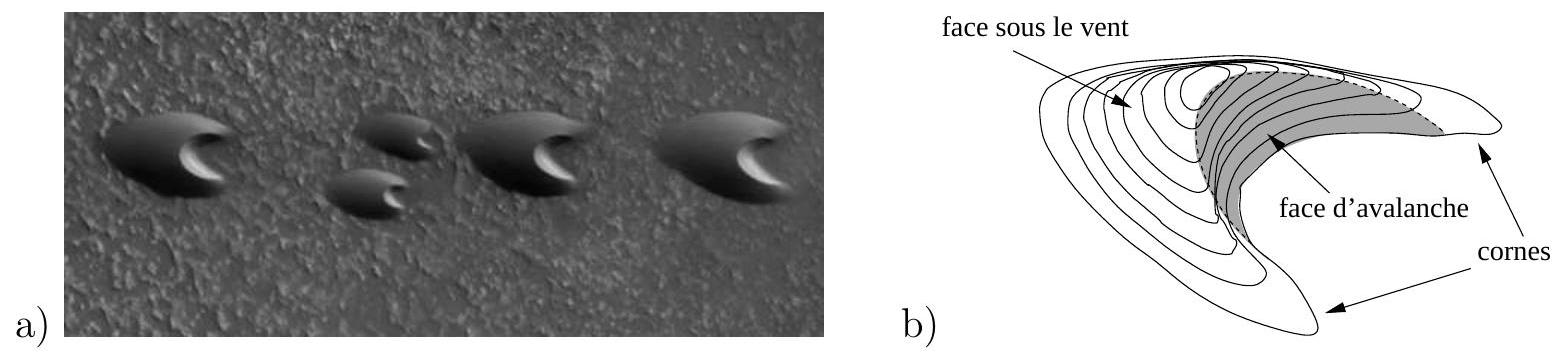 a)
b)
face sous le vent
face d'avalanche
cornes